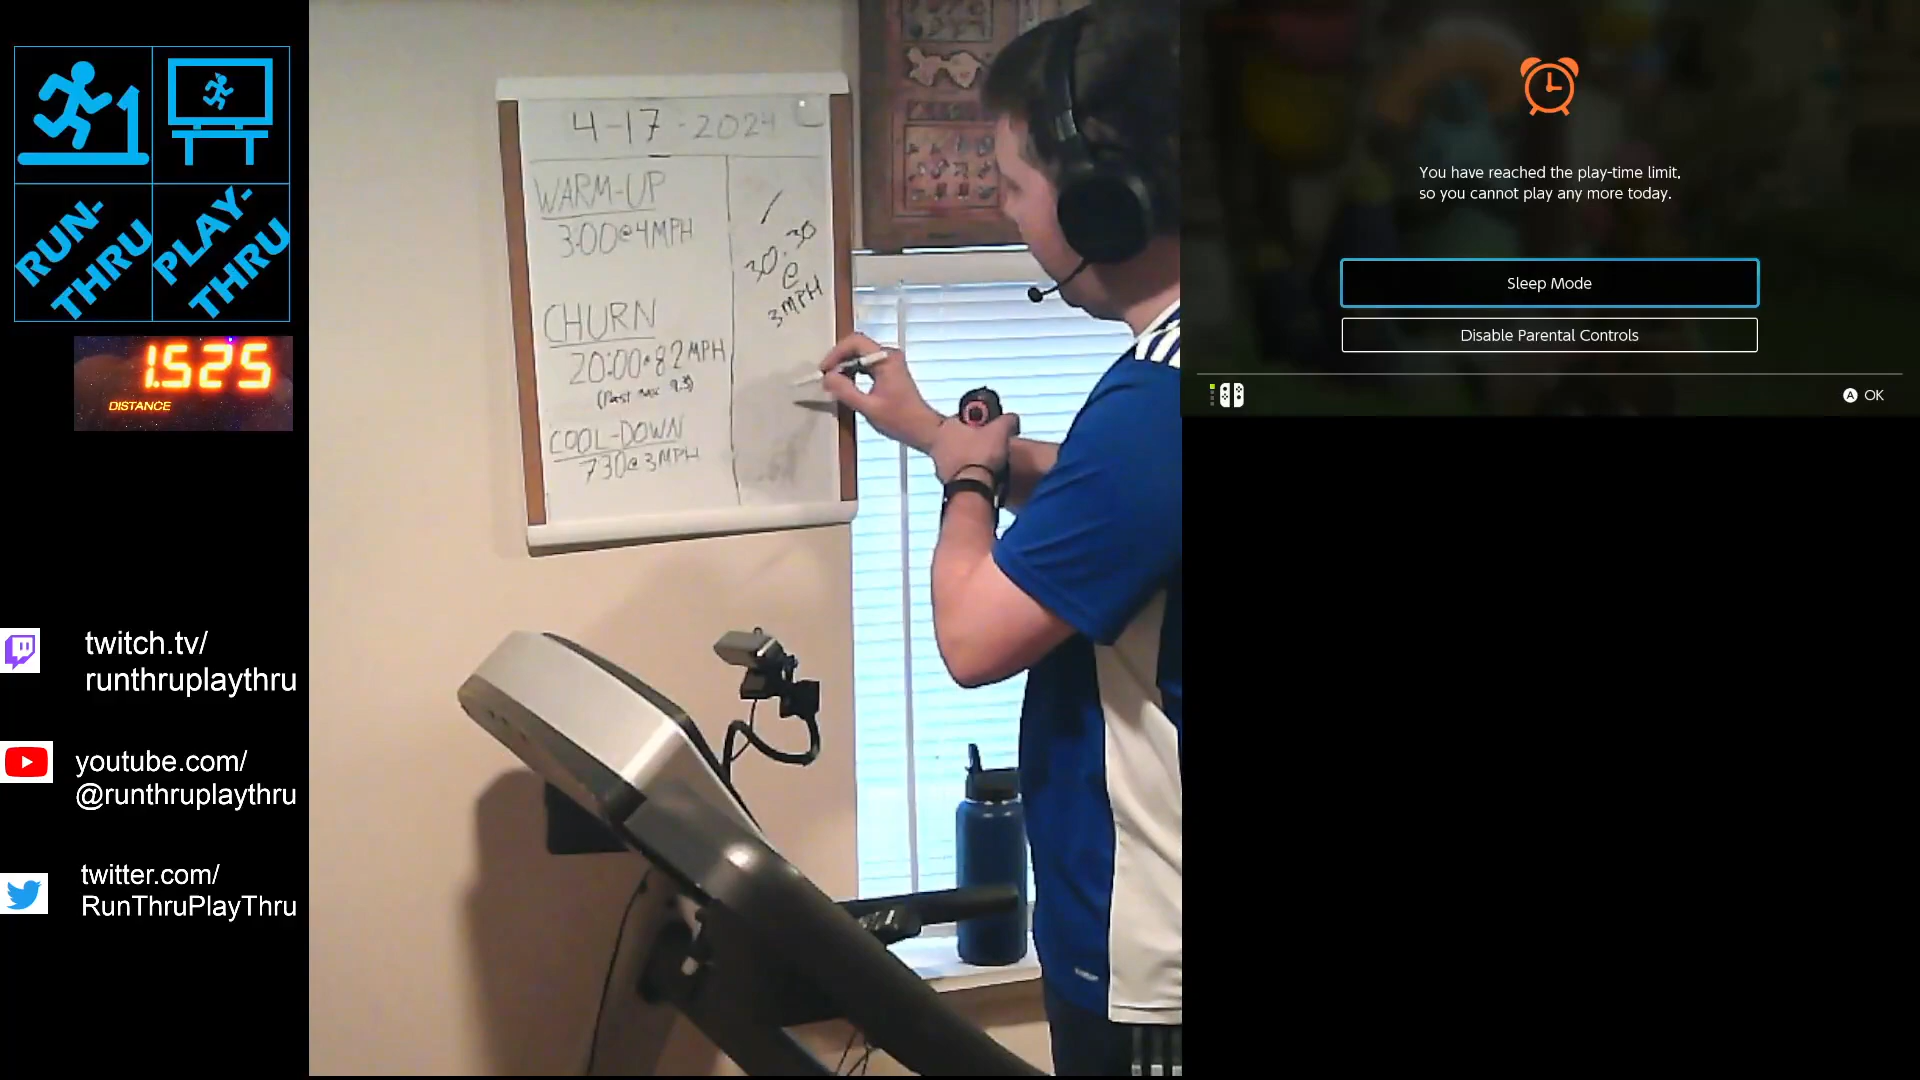 RUN-
THRU
PLAY-
THRU
1.525
DISTANCE
twitch.tv/
runthruplaythru
youtube.com/
@runthruplaythru
twitter.com/
RunThruPlayThru
4-17-2024
WARM-UP
3:00@4MPH
CHURN
20:00@8.2MPH
COOL-DOWN
730@3MPH
30:30
@
3MPH
You have reached the play-time limit,
so you cannot play any more today.
Sleep Mode
Disable Parental Controls
A OK